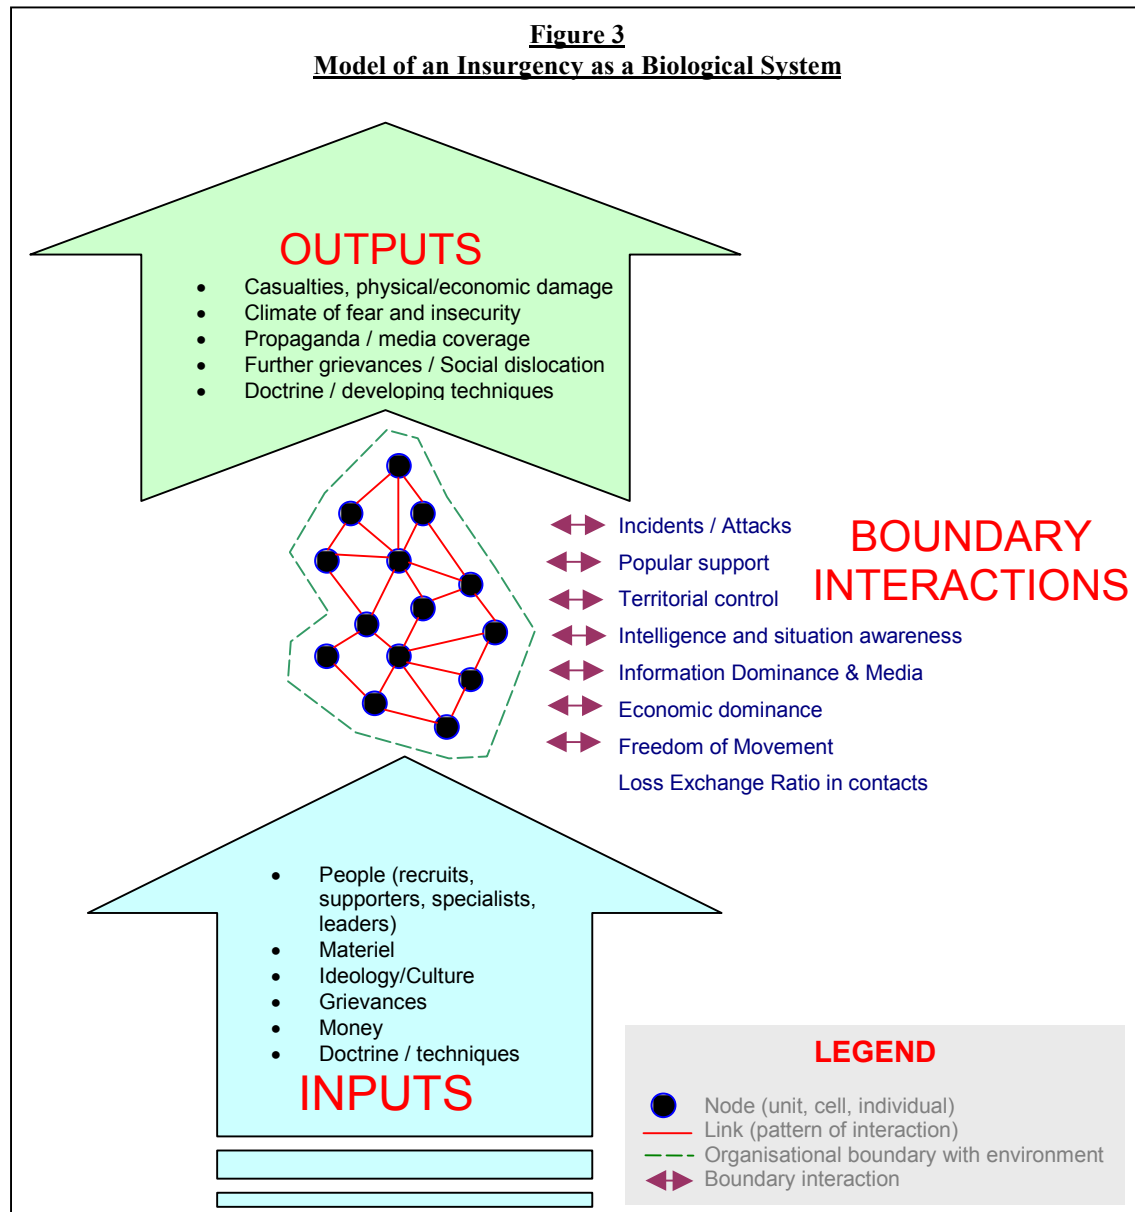 Figure 3
Model of an Insurgency as a Biological System
OUTPUTS
• Casualties, physical/economic damage
• Climate of fear and insecurity
• Propaganda / media coverage
• Further grievances / Social dislocation
• Doctrine / developing techniques
Incidents / Attacks
Popular support
Territorial control
Intelligence and situation awareness
Information Dominance & Media
Economic dominance
Freedom of Movement
Loss Exchange Ratio in contacts
BOUNDARY
INTERACTIONS
• People (recruits,
supporters, specialists,
leaders)
• Materiel
• Ideology/Culture
• Grievances
• Money
• Doctrine / techniques
INPUTS
LEGEND
Node (unit, cell, individual)
Link (pattern of interaction)
Organisational boundary with environment
Boundary interaction